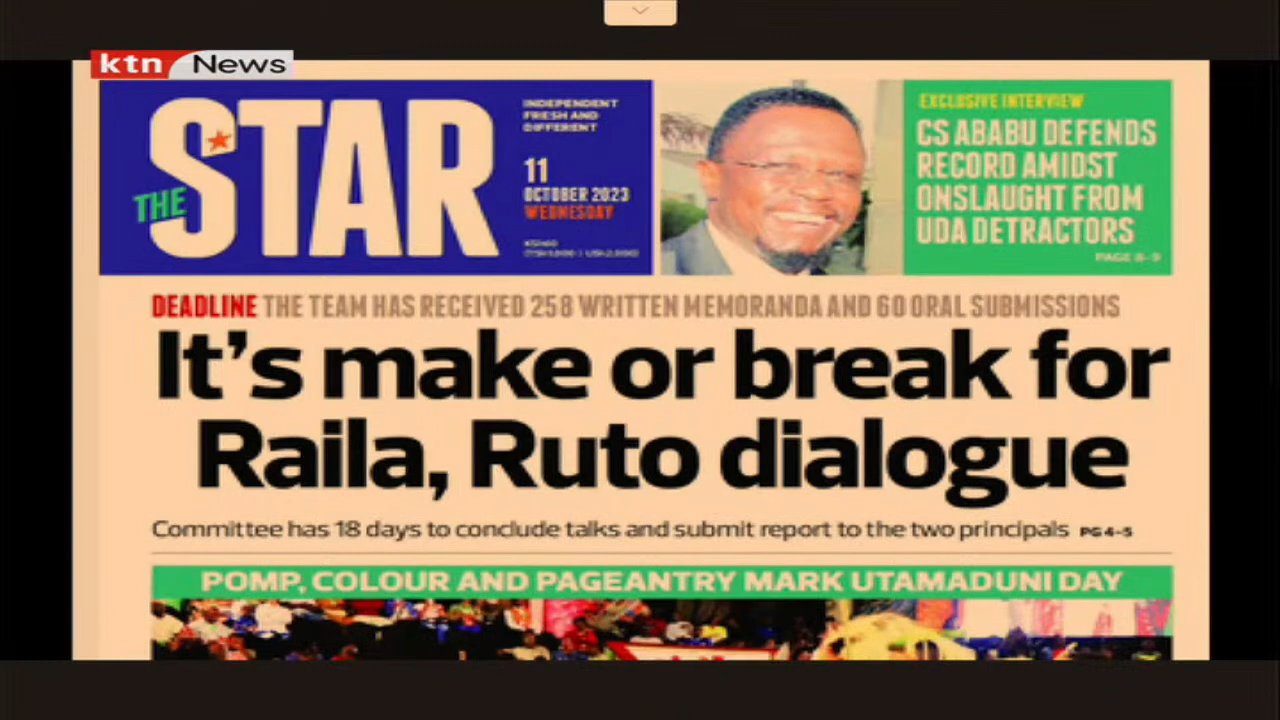 ktn News
THE STAR
INDEPENDENT
FRESH AND
DIFFERENT
11
OCTOBER 2023
WEDNESDAY
EXCLUSIVE INTERVIEW
CS ABABU DEFENDS
RECORD AMIDST
ONSLAUGHT FROM
UDA DETRACTORS
PAGE 8-9
DEADLINE THE TEAM HAS RECEIVED 258 WRITTEN MEMORANDA AND 60 ORAL SUBMISSIONS
It's make or break for
Raila, Ruto dialogue
Committee has 18 days to conclude talks and submit report to the two principals PG 4-5
POMP, COLOUR AND PAGEANTRY MARK UTAMADUNI DAY